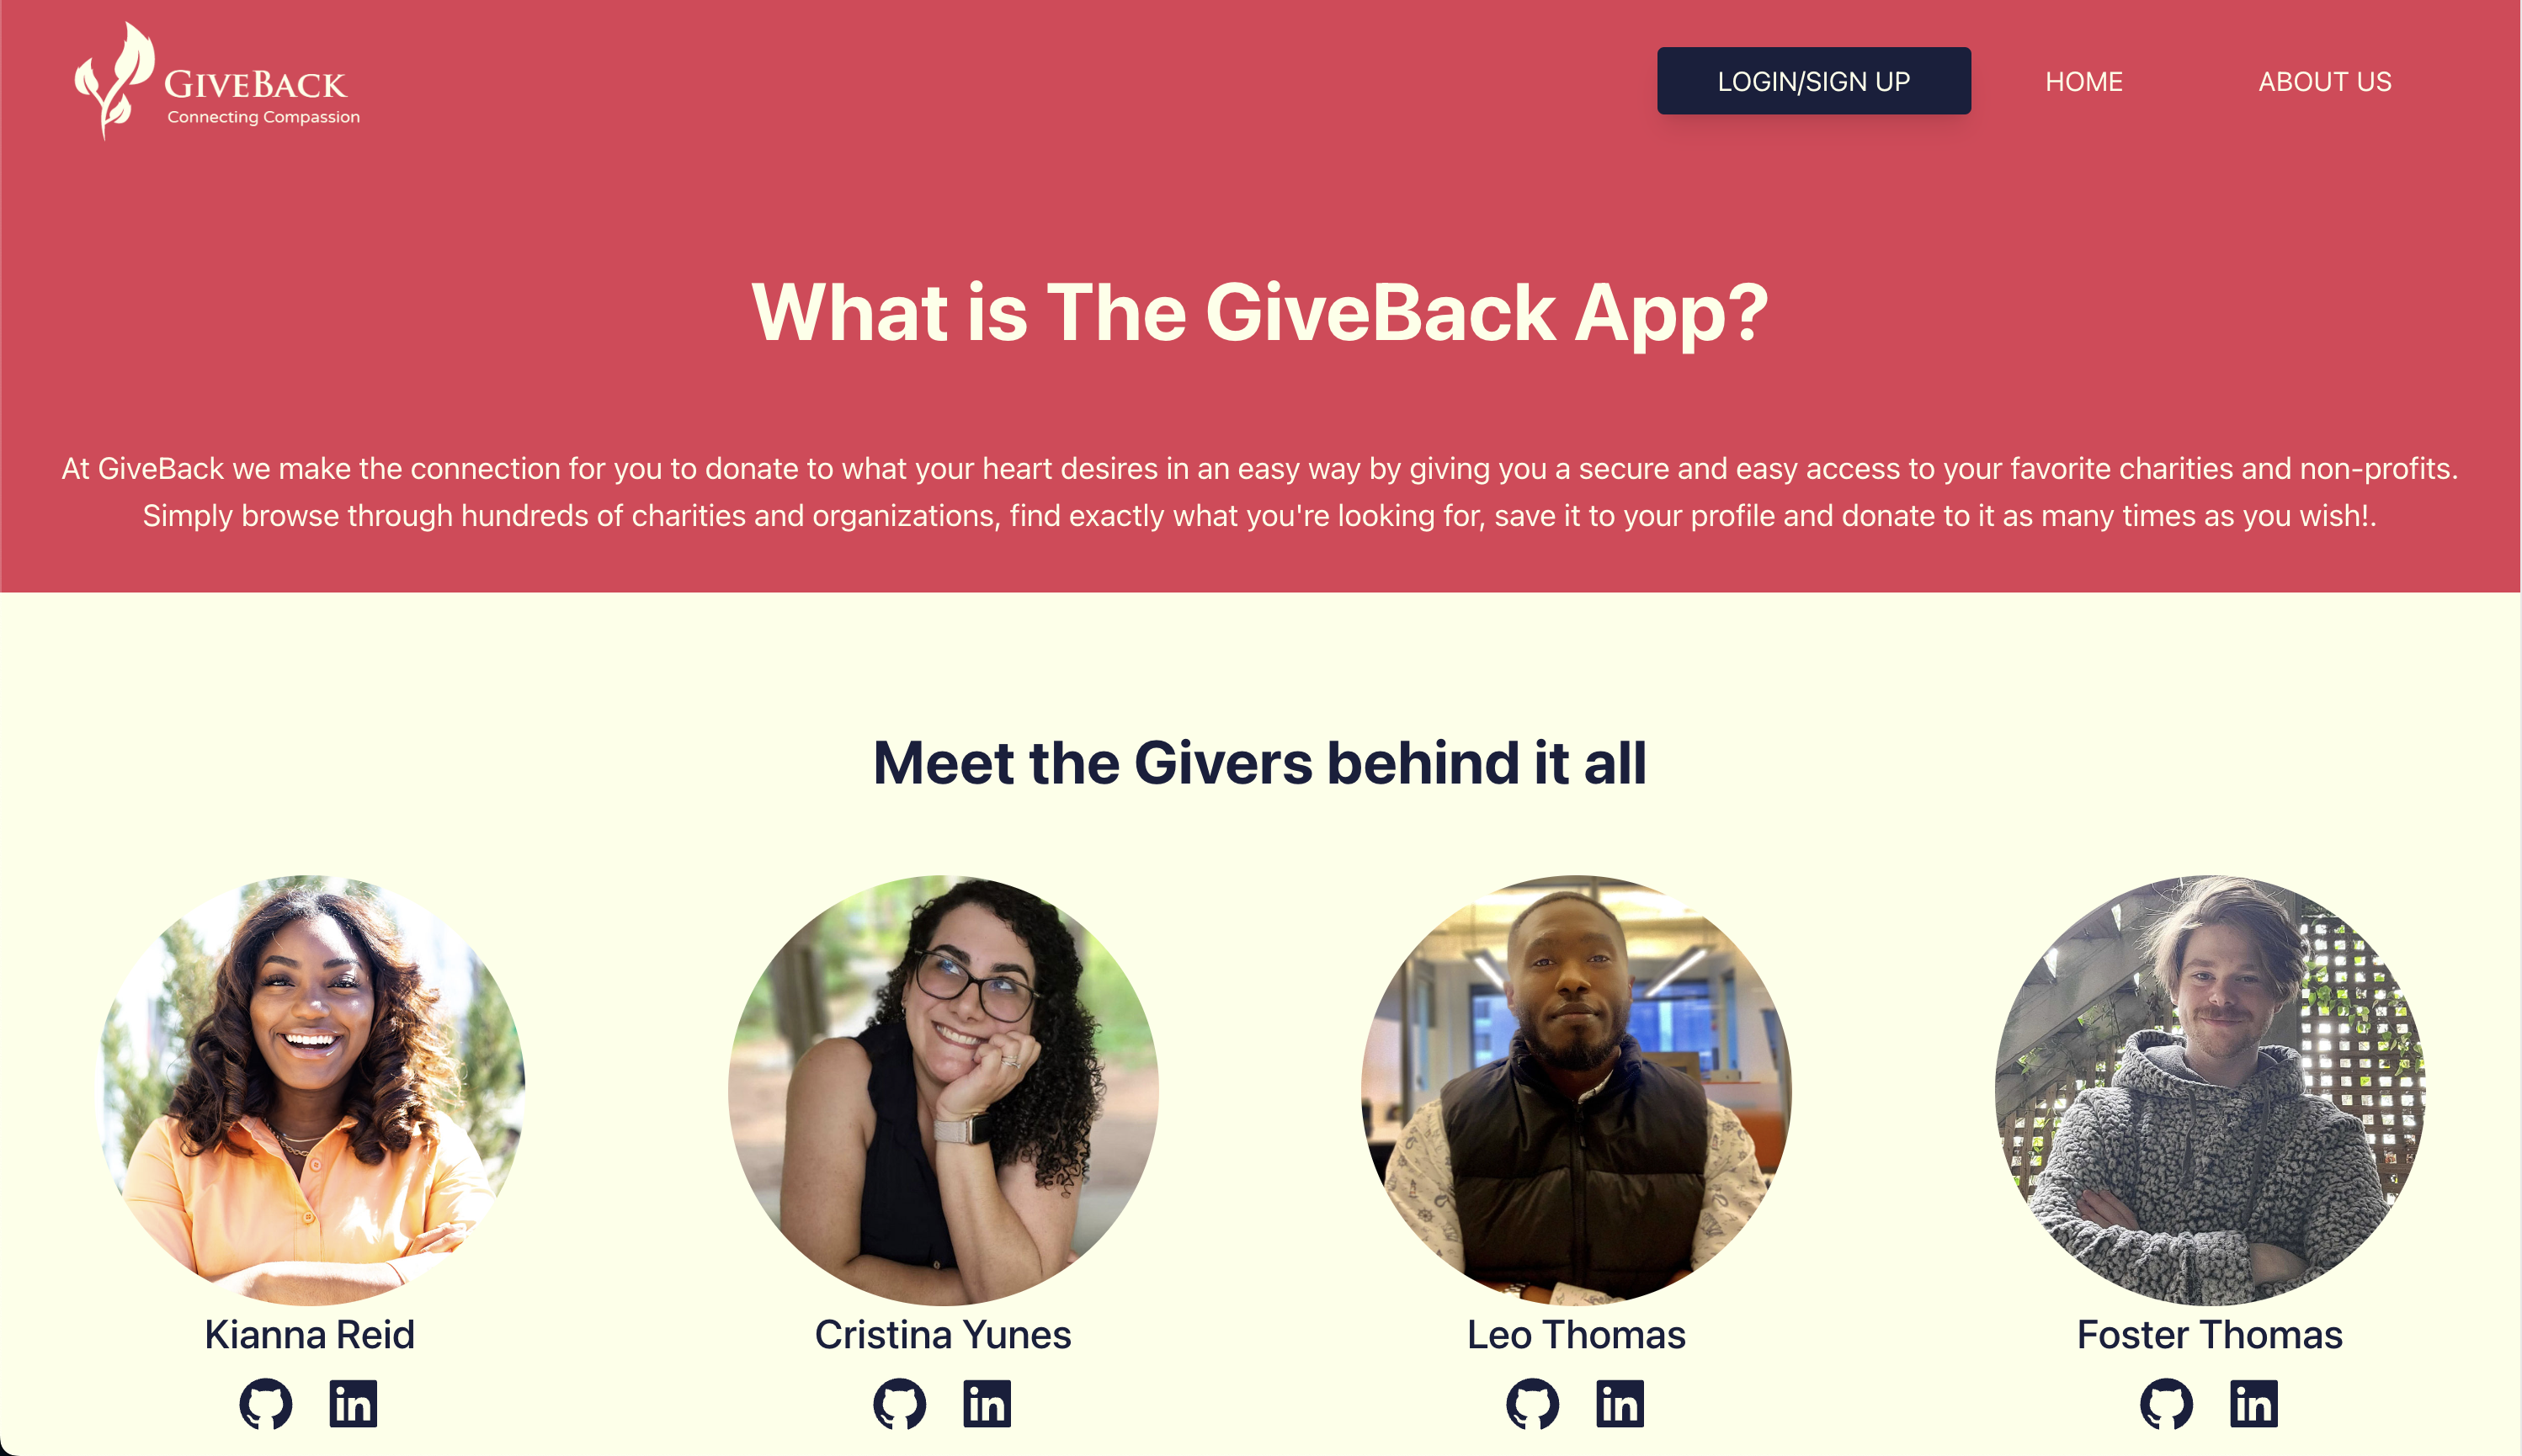 GIVEBACK
Connecting Compassion
LOGIN/SIGN UP
HOME
ABOUT US
What is The GiveBack App?
At GiveBack we make the connection for you to donate to what your heart desires in an easy way by giving you a secure and easy access to your favorite charities and non-profits.
Simply browse through hundreds of charities and organizations, find exactly what you're looking for, save it to your profile and donate to it as many times as you wish!.
Meet the Givers behind it all
Kianna Reid
Cristina Yunes
Leo Thomas
Foster Thomas
in
in
in
in